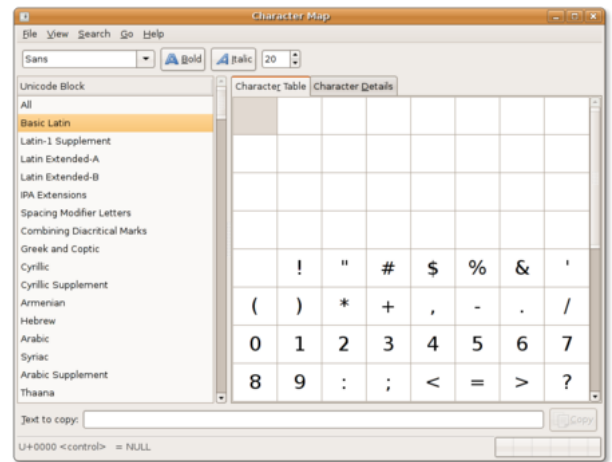 Character Map
File View Search Go Help
Sans Bold Italic 20
Unicode Block
All
Basic Latin
Latin-1 Supplement
Latin Extended-A
Latin Extended-B
IPA Extensions
Spacing Modifier Letters
Combining Diacritical Marks
Greek and Coptic
Cyrillic
Cyrillic Supplement
Armenian
Hebrew
Arabic
Syriac
Arabic Supplement
Thaana
Character Table Character Details
! " # $ % & '
( ) * + , - . /
0 1 2 3 4 5 6 7
8 9 : ; < = > ?
Text to copy: Copy
U+0000 <control> = NULL